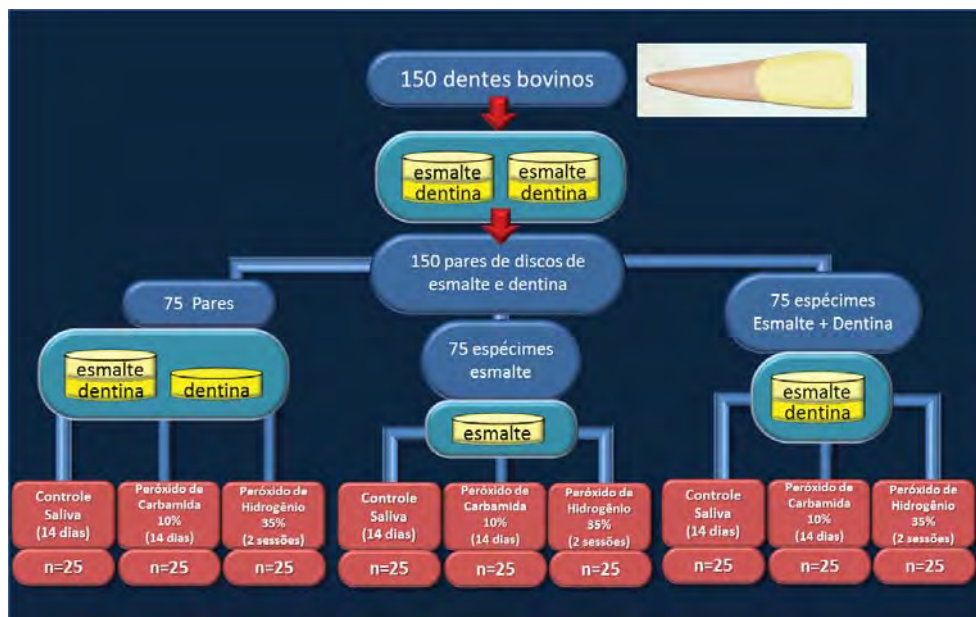 150 dentes bovinos
esmalte
dentina
esmalte
dentina
150 pares de discos de
esmalte e dentina
75 Pares
esmalte
dentina
dentina
75 espécimes
esmalte
esmalte
75 espécimes
Esmalte + Dentina
esmalte
dentina
Controle
Saliva
(14 dias)
n=25
Peróxido de
Carbamida
10%
(14 dias)
n=25
Peróxido de
Hidrogênio
35%
(2 sessões)
n=25
Controle
Saliva
(14 dias)
n=25
Peróxido de
Carbamida
10%
(14 dias)
n=25
Peróxido de
Hidrogênio
35%
(2 sessões)
n=25
Controle
Saliva
(14 dias)
n=25
Peróxido de
Carbamida
10%
(14 dias)
n=25
Peróxido de
Hidrogênio
35%
(2 sessões)
n=25